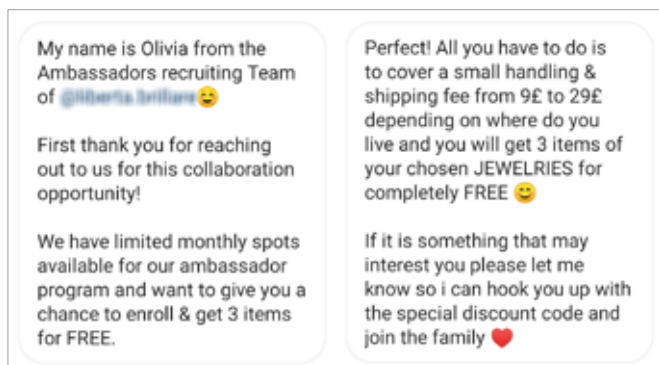 My name is Olivia from the
Ambassadors recruiting Team
of 😊
First thank you for reaching
out to us for this collaboration
opportunity!
We have limited monthly spots
available for our ambassador
program and want to give you a
chance to enroll & get 3 items
for FREE.
Perfect! All you have to do is
to cover a small handling &
shipping fee from 9£ to 29£
depending on where do you
live and you will get 3 items of
your chosen JEWELRIES for
completely FREE 😊
If it is something that may
interest you please let me
know so i can hook you up with
the special discount code and
join the family ♥️